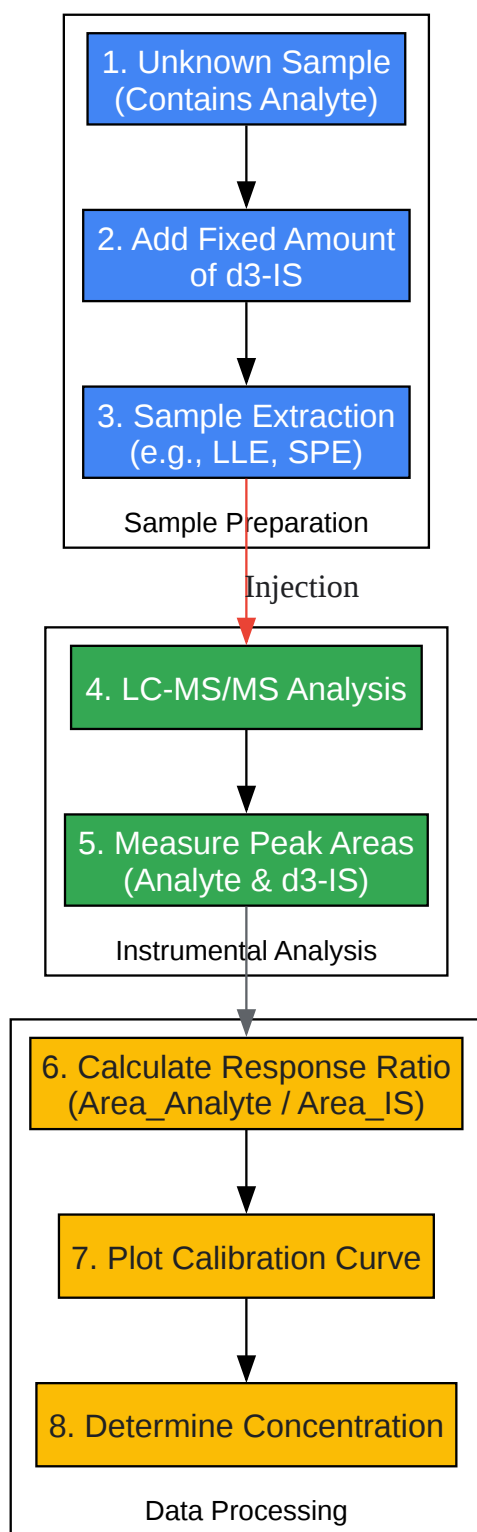 1. Unknown Sample
(Contains Analyte)
2. Add Fixed Amount
of d3-IS
3. Sample Extraction
(e.g., LLE, SPE)
Sample Preparation
Injection
4. LC-MS/MS Analysis
5. Measure Peak Areas
(Analyte & d3-IS)
Instrumental Analysis
6. Calculate Response Ratio
(Area_Analyte / Area_IS)
7. Plot Calibration Curve
8. Determine Concentration
Data Processing